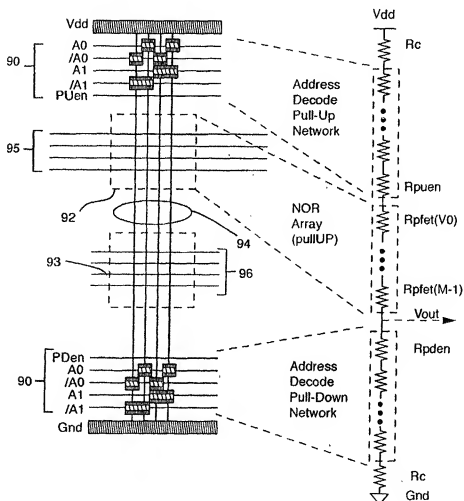 Vdd
90
A0
/A0
A1
/A1
PUen
95
92
94
93
96
PDen
90
A0
/A0
A1
/A1
Gnd
Address
Decode
Pull-Up
Network
NOR
Array
(pullUP)
Address
Decode
Pull-Down
Network
Vdd
Rc
Rpuen
Rpfet(V0)
Rpfet(M-1)
Vout
Rpden
Rc
Gnd